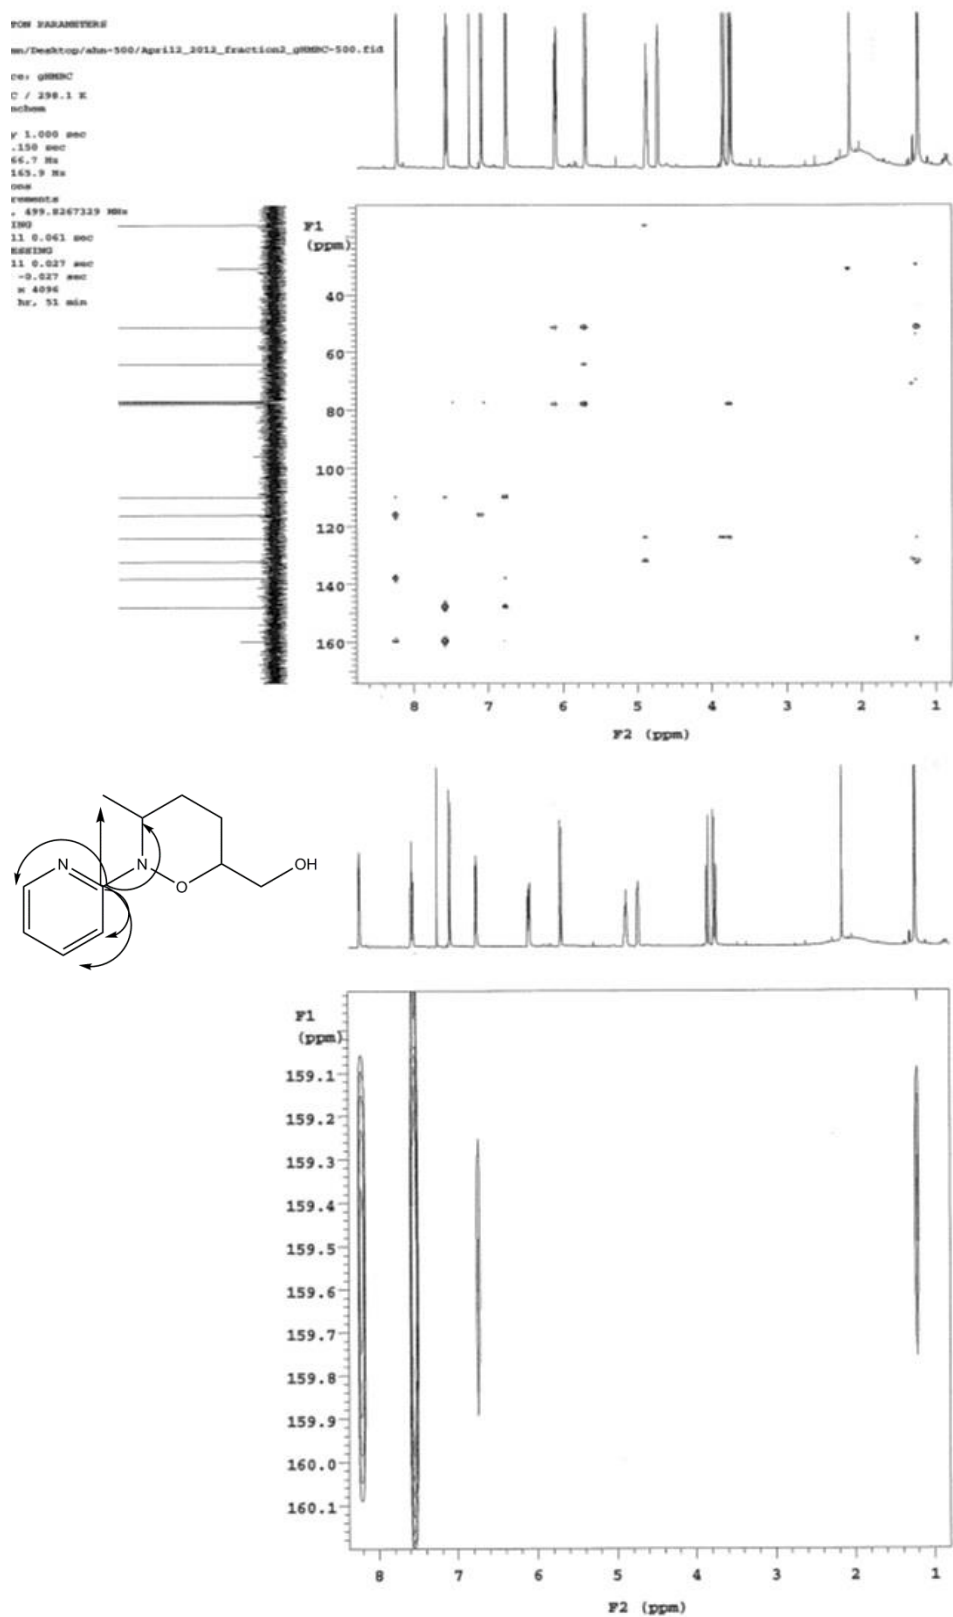 TON PARAMETERS
mn/Desktop/ahn-500/April12_2012_fraction2_gHMBC-500.fid
ce: gHMBC
C / 298.1 K
y 1.000 sec
.150 sec
66.7 Hz
165.9 Hz
ons
rements
, 499.8267329 MHz
ING
11 0.061 sec
ESSING
11 0.027 sec
-0.027 sec
x 4096
hr, 51 min
F1
(ppm)
40
60
80
100
120
140
160
8 7 6 5 4 3 2 1
F2 (ppm)
N N O OH
F1
(ppm)
159.1
159.2
159.3
159.4
159.5
159.6
159.7
159.8
159.9
160.0
160.1
8 7 6 5 4 3 2 1
F2 (ppm)